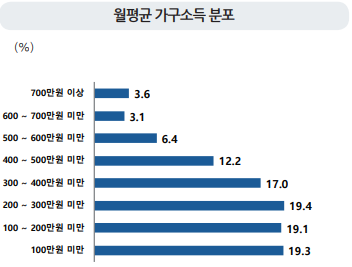 월평균 가구소득 분포
(%)
700만원 이상 3.6
600 ~ 700만원 미만 3.1
500 ~ 600만원 미만 6.4
400 ~ 500만원 미만 12.2
300 ~ 400만원 미만 17.0
200 ~ 300만원 미만 19.4
100 ~ 200만원 미만 19.1
100만원 미만 19.3